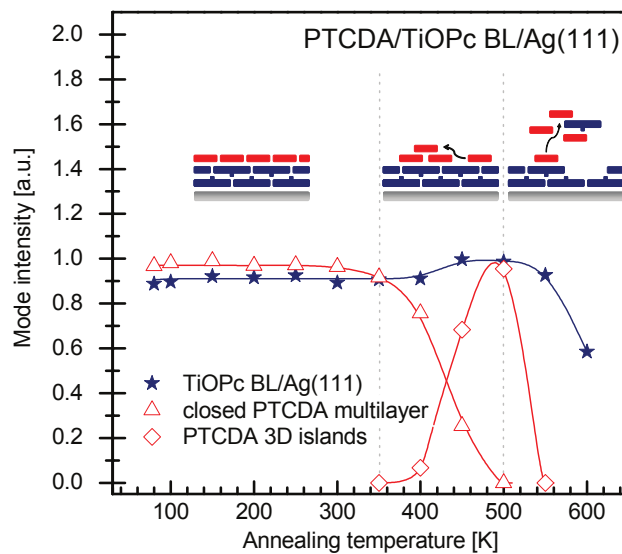 PTCDA/TiOPc BL/Ag(111)
2.0
1.8
1.6
1.4
1.2
1.0
0.8
0.6
0.4
0.2
0.0
Mode intensity [a.u.]
TiOPc BL/Ag(111)
closed PTCDA multilayer
PTCDA 3D islands
100 200 300 400 500 600
Annealing temperature [K]